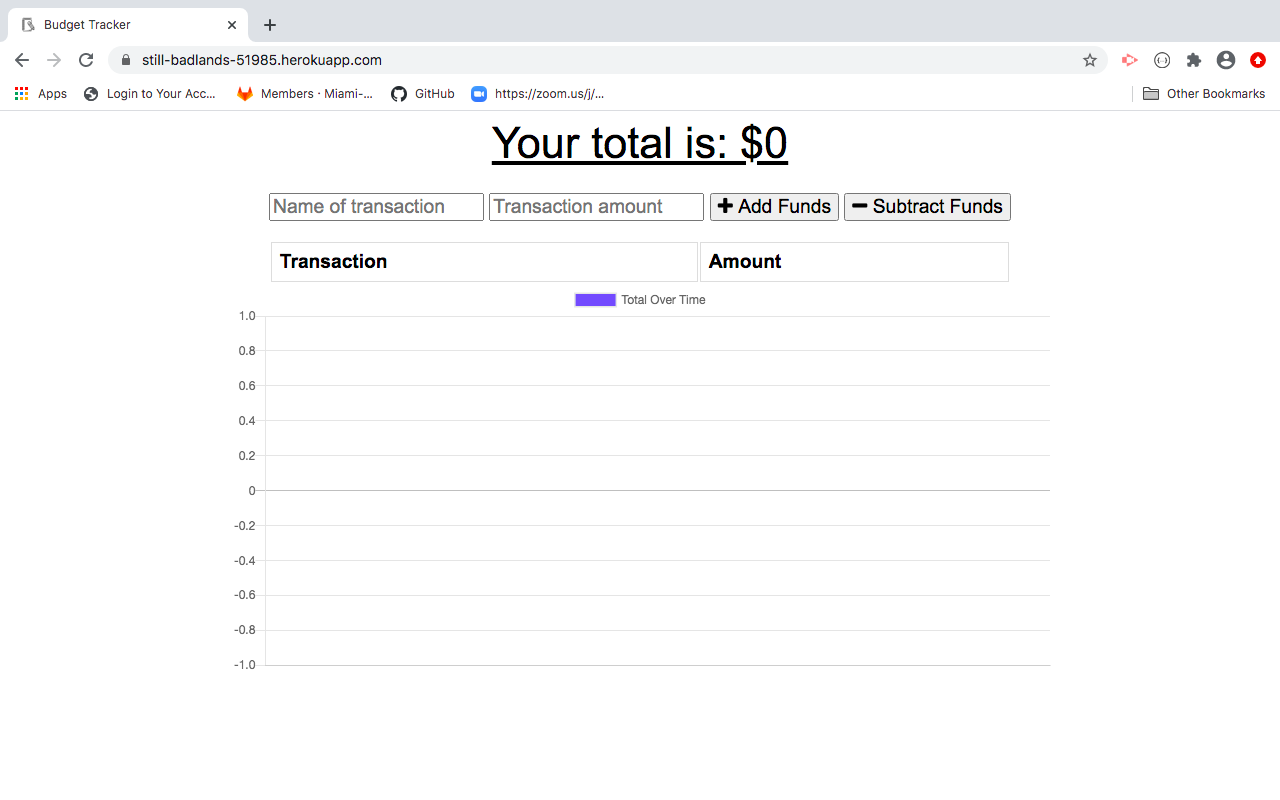 Budget Tracker
still-badlands-51985.herokuapp.com
Apps Login to Your Acc... Members · Miami-... GitHub https://zoom.us/j/... Other Bookmarks
Your total is: $0
Name of transaction Transaction amount Add Funds Subtract Funds
Transaction Amount
Total Over Time
1.0
0.8
0.6
0.4
0.2
0
-0.2
-0.4
-0.6
-0.8
-1.0